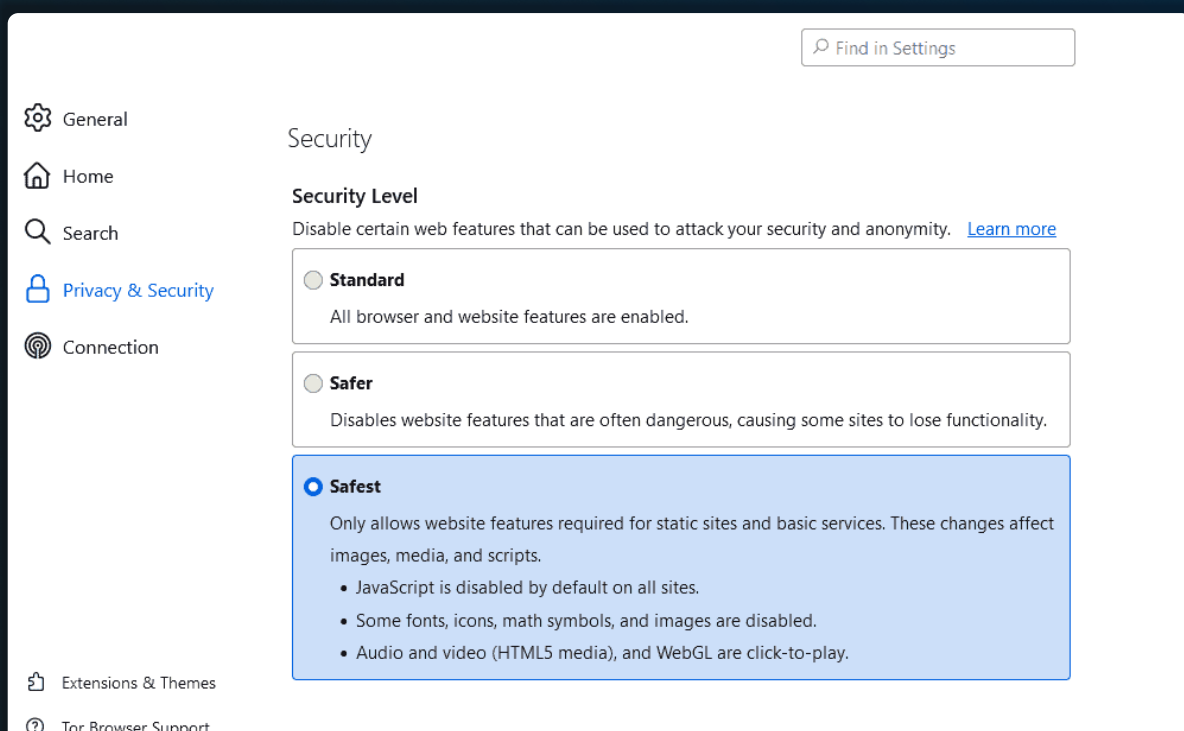 Find in Settings
General
Home
Search
Privacy & Security
Connection
Extensions & Themes
Tor Browser Support
Security
Security Level
Disable certain web features that can be used to attack your security and anonymity. Learn more
Standard
All browser and website features are enabled.
Safer
Disables website features that are often dangerous, causing some sites to lose functionality.
Safest
Only allows website features required for static sites and basic services. These changes affect
images, media, and scripts.
• JavaScript is disabled by default on all sites.
• Some fonts, icons, math symbols, and images are disabled.
• Audio and video (HTML5 media), and WebGL are click-to-play.